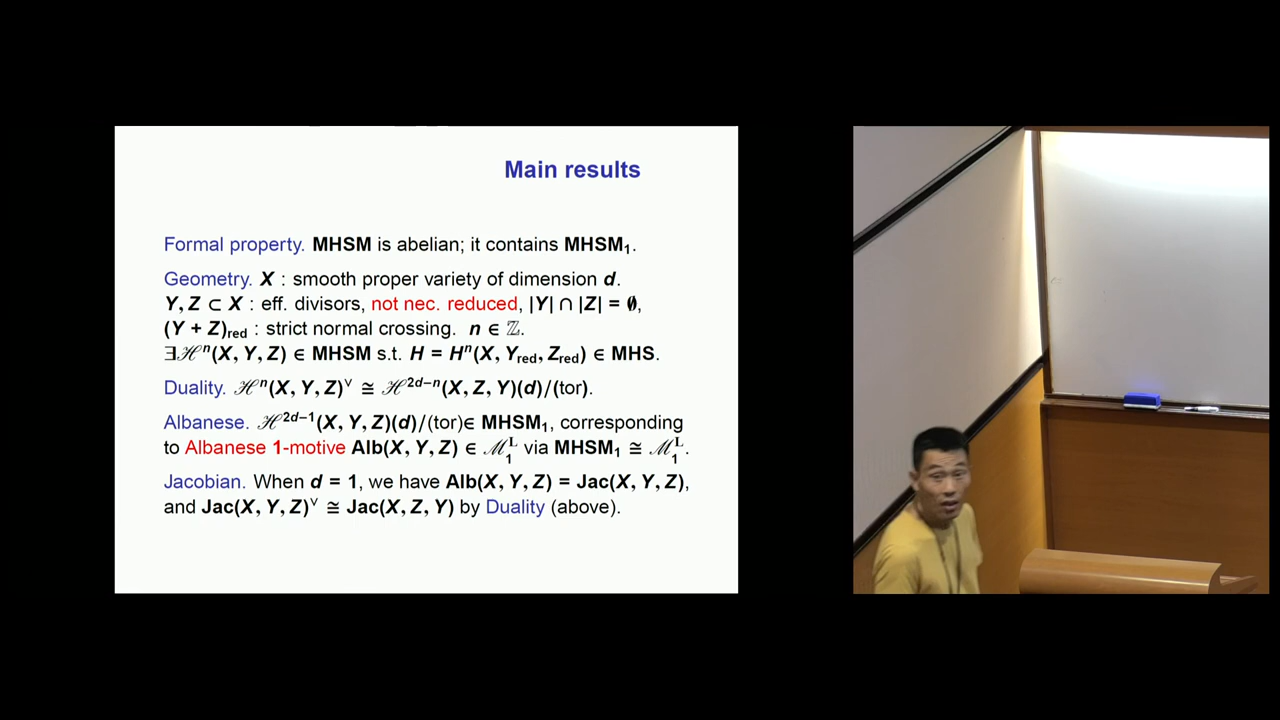 Main results
Formal property. MHSM is abelian; it contains MHSM₁.
Geometry. X : smooth proper variety of dimension d.
Y, Z ⊂ X : eff. divisors, not nec. reduced, |Y| ∩ |Z| = ∅,
(Y + Z)red : strict normal crossing. n ∈ ℤ.
∃ℋⁿ(X, Y, Z) ∈ MHSM s.t. H = Hⁿ(X, Yred, Zred) ∈ MHS.
Duality. ℋⁿ(X, Y, Z)^∨ ≅ ℋ^{2d−n}(X, Z, Y)(d)/(tor).
Albanese. ℋ^{2d−1}(X, Y, Z)(d)/(tor)∈ MHSM₁, corresponding
to Albanese 1-motive Alb(X, Y, Z) ∈ ℳ₁ᴸ via MHSM₁ ≅ ℳ₁ᴸ.
Jacobian. When d = 1, we have Alb(X, Y, Z) = Jac(X, Y, Z),
and Jac(X, Y, Z)^∨ ≅ Jac(X, Z, Y) by Duality (above).